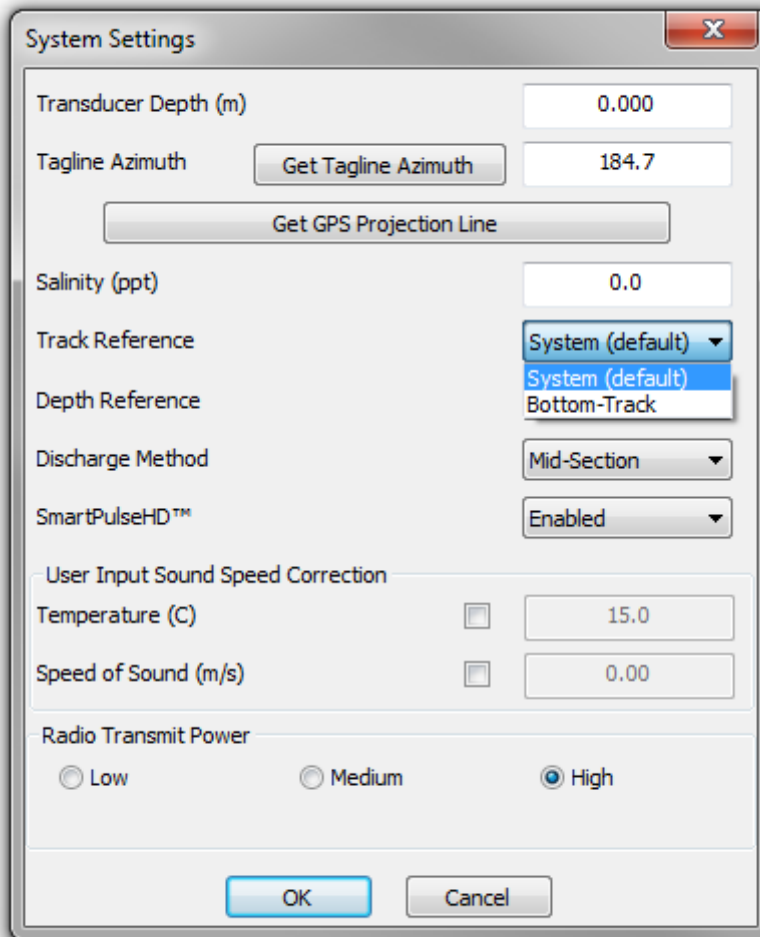 System Settings
Transducer Depth (m) 0.000
Tagline Azimuth Get Tagline Azimuth 184.7
Get GPS Projection Line
Salinity (ppt) 0.0
Track Reference System (default)
System (default)
Depth Reference Bottom-Track
Discharge Method Mid-Section
SmartPulseHD™ Enabled
User Input Sound Speed Correction
Temperature (C) 15.0
Speed of Sound (m/s) 0.00
Radio Transmit Power
Low Medium High
OK Cancel